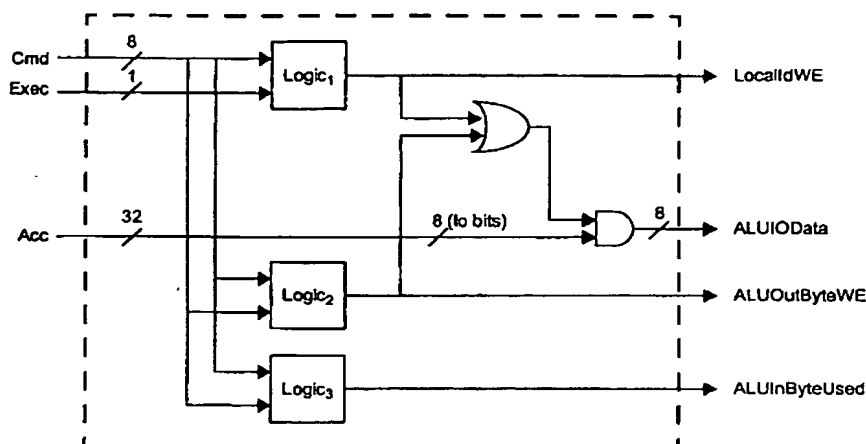 Cmd
8
Exec
1
Logic1
LocalIdWE
Acc
32
8 (lo bits)
8
ALUIOData
Logic2
ALUOutByteWE
Logic3
ALUInByteUsed